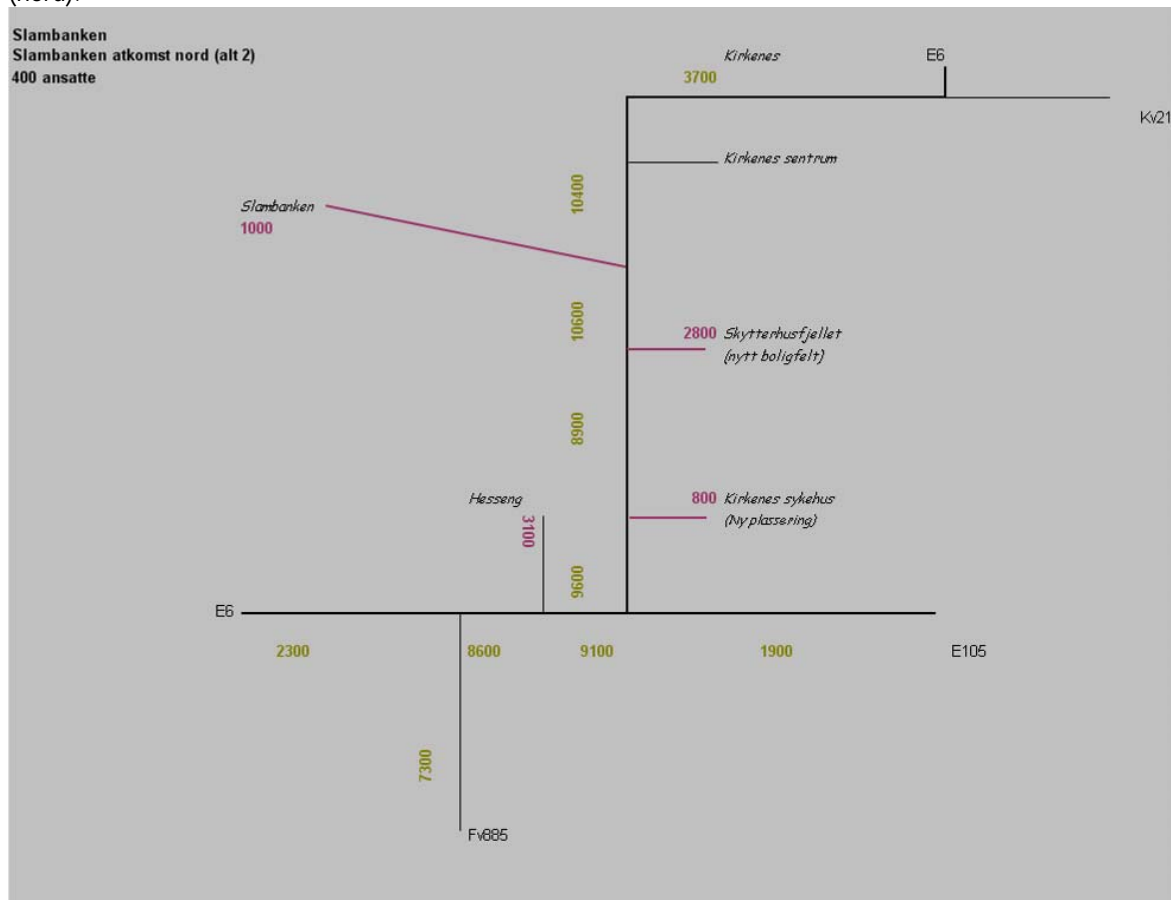 (nord).
Slambanken
Slambanken atkomst nord (alt 2)
400 ansatte
Kirkenes
3700
E6
Kv21
Kirkenes sentrum
10400
Slambanken
1000
10600
2800 Skytterhusfjellet
(nytt boligfelt)
8900
Hesseng
3100
800 Kirkenes sykehus
(Ny plassering)
9600
E6
2300
8600
9100
1900
E105
7300
Fv885